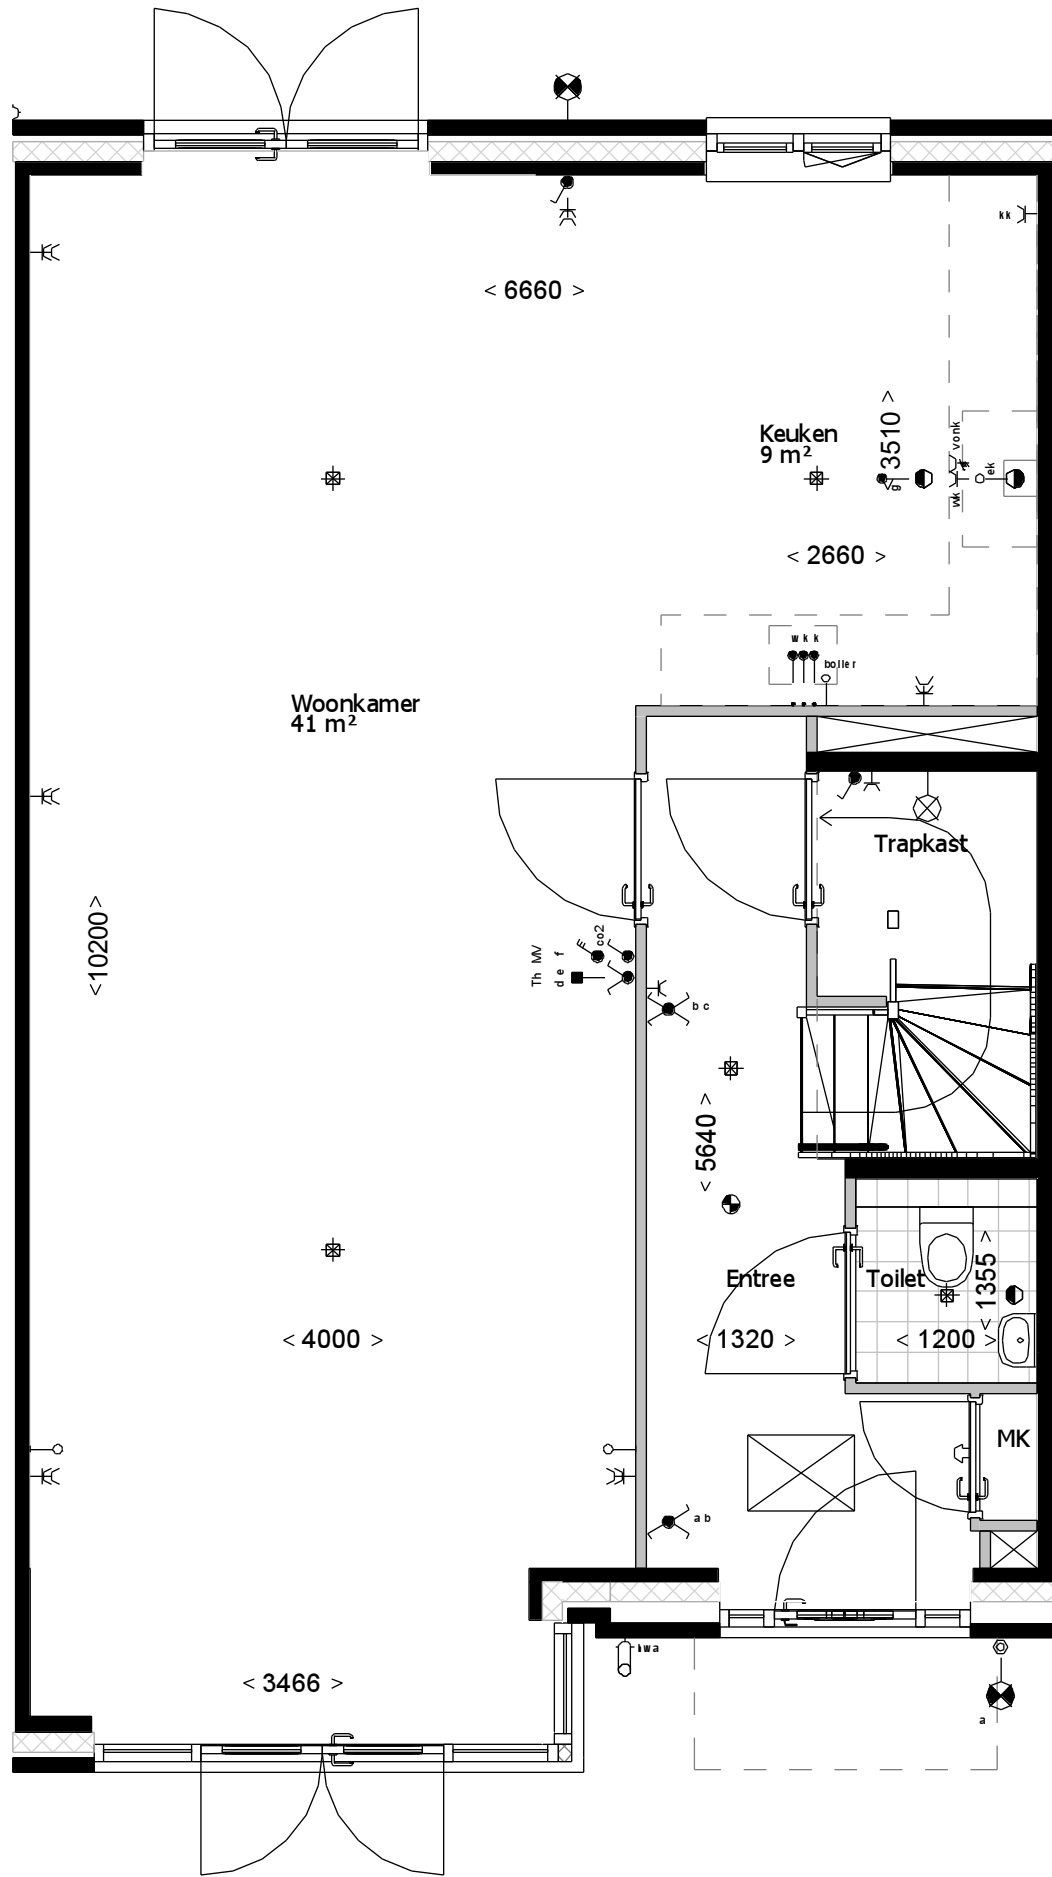 kk
< 6660 >
Keuken
9 m²
< 3510 >
vonk
ek
wk
g
< 2660 >
w k k
boiler
Woonkamer
41 m²
Trapkast
<10200>
co2
Th MV
d e f
b c
< 5640 >
Entree
Toilet
< 1355 >
< 4000 >
< 1320 >
< 1200 >
MK
a b
hwa
< 3466 >
a